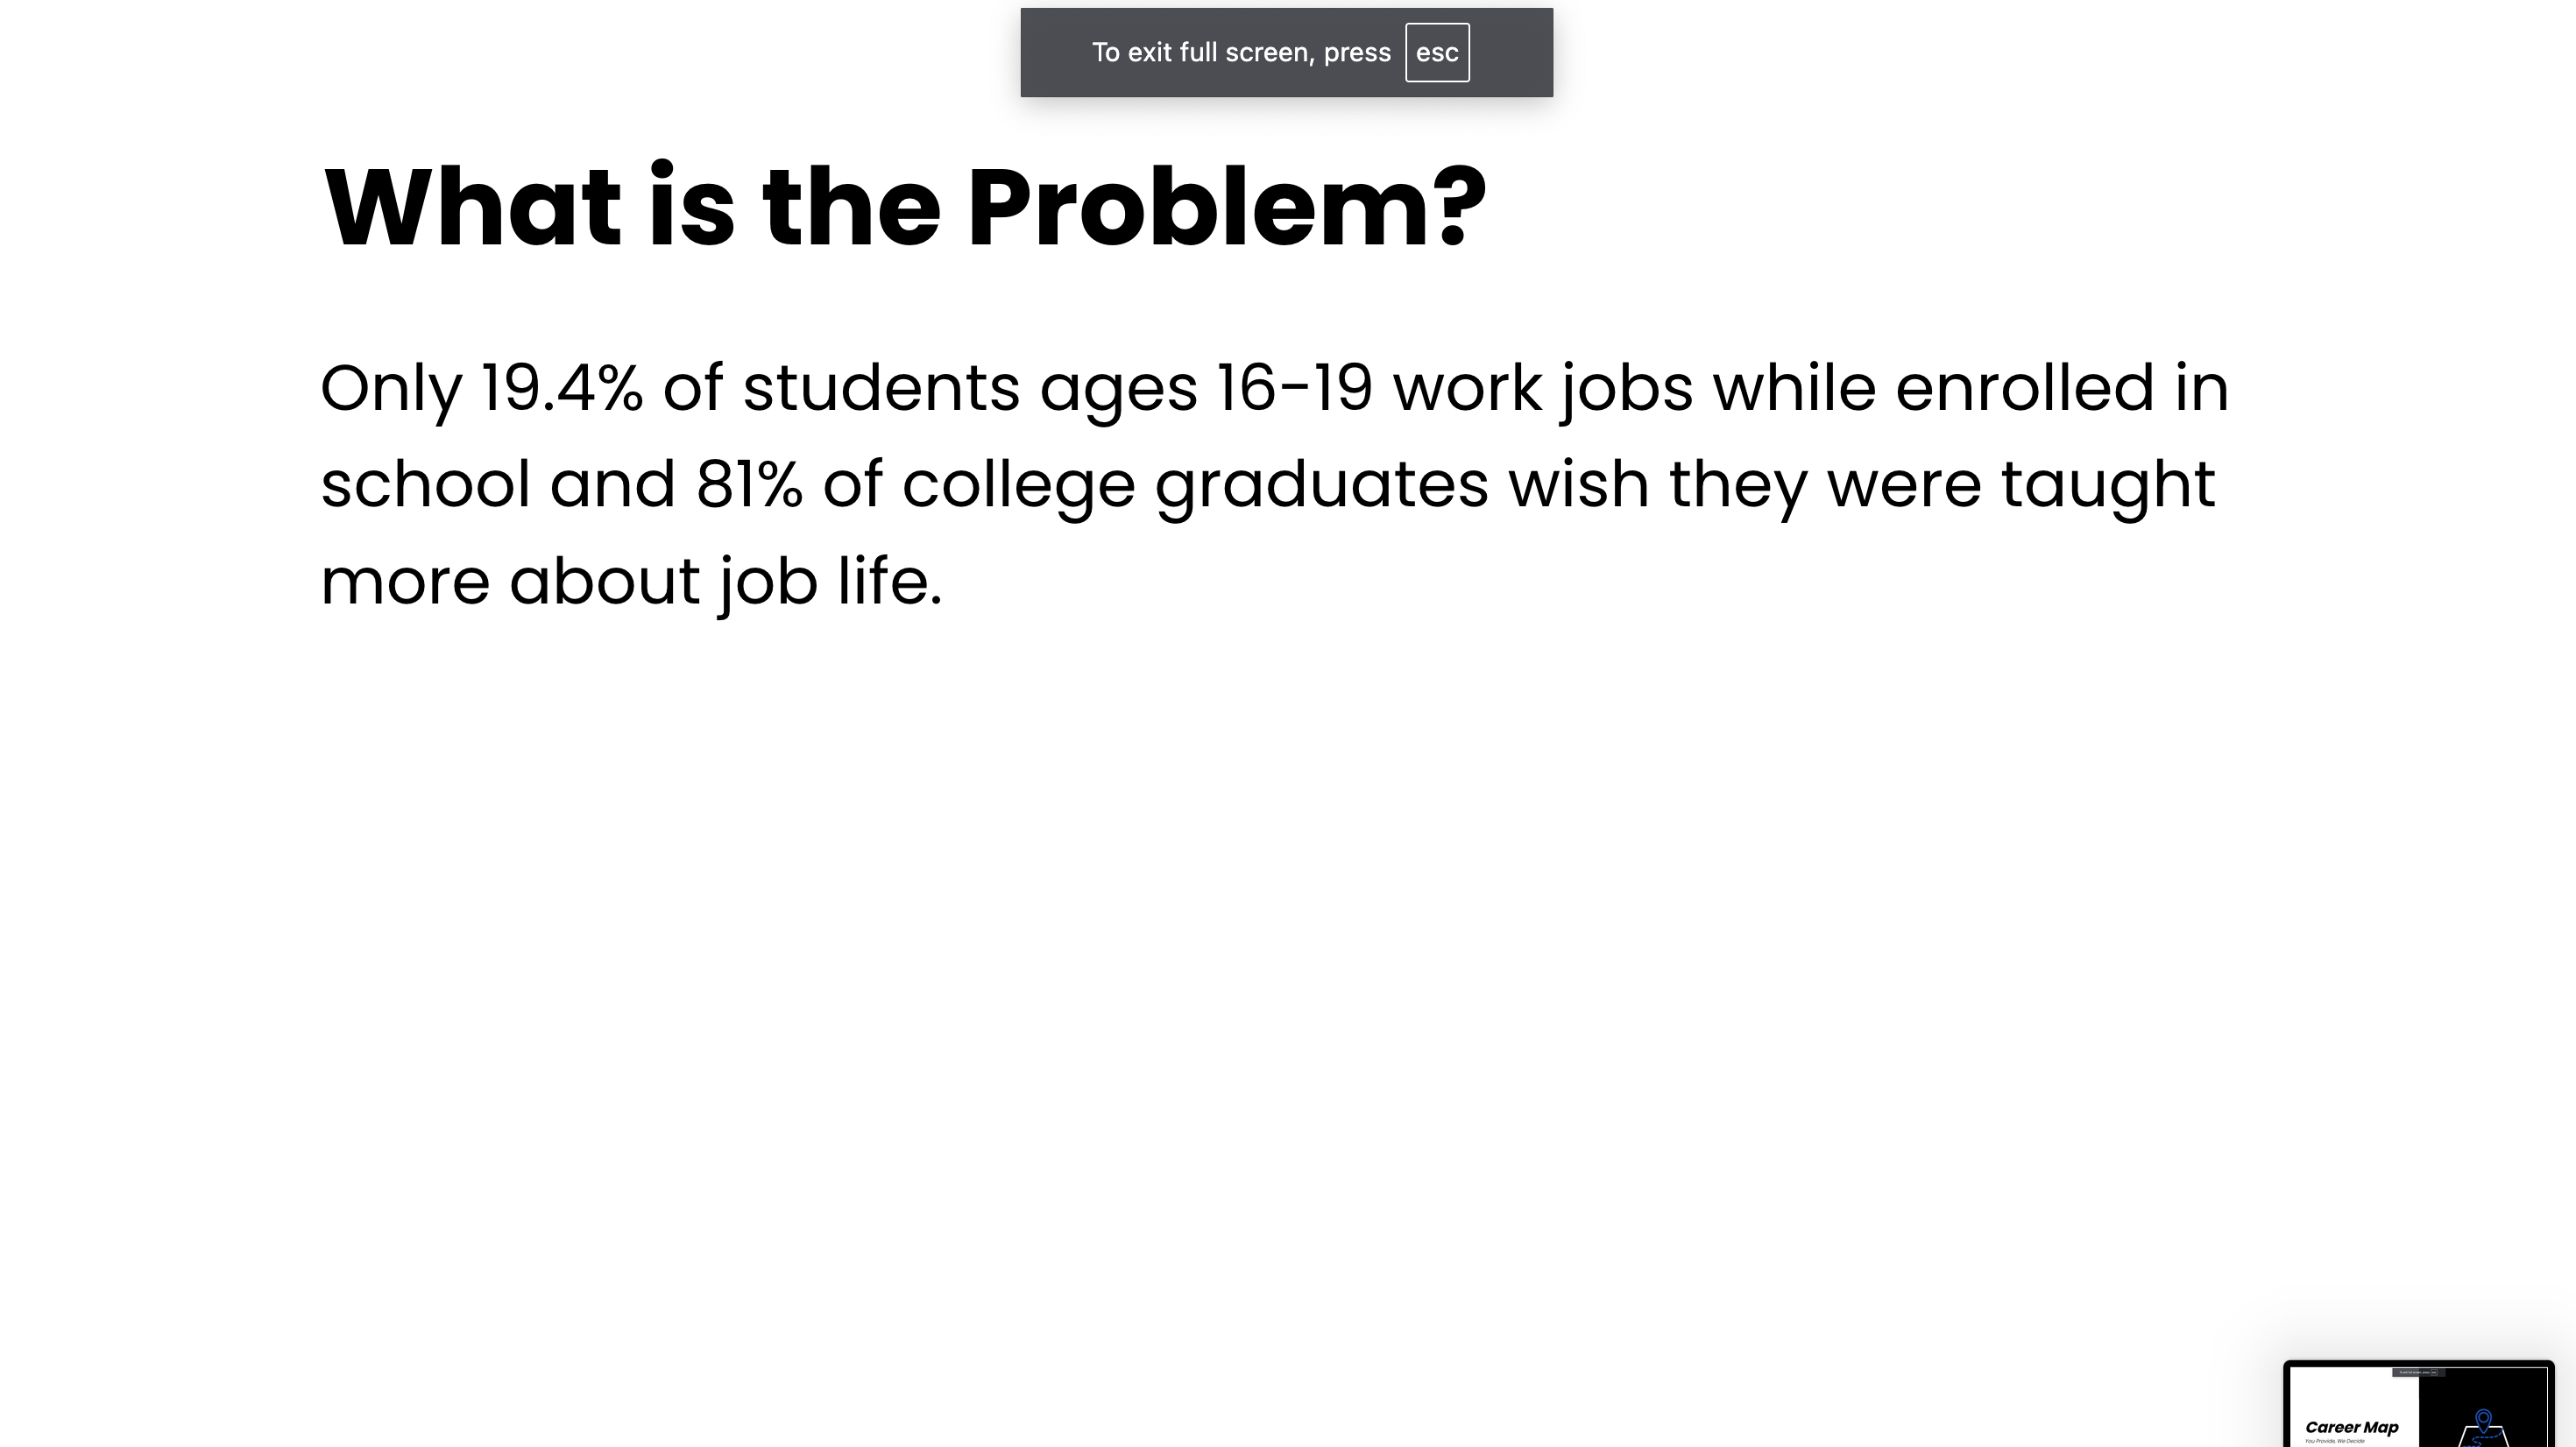 To exit full screen, press esc
What is the Problem?
Only 19.4% of students ages 16-19 work jobs while enrolled in
school and 81% of college graduates wish they were taught
more about job life.
Career Map
You Provide, We Decide